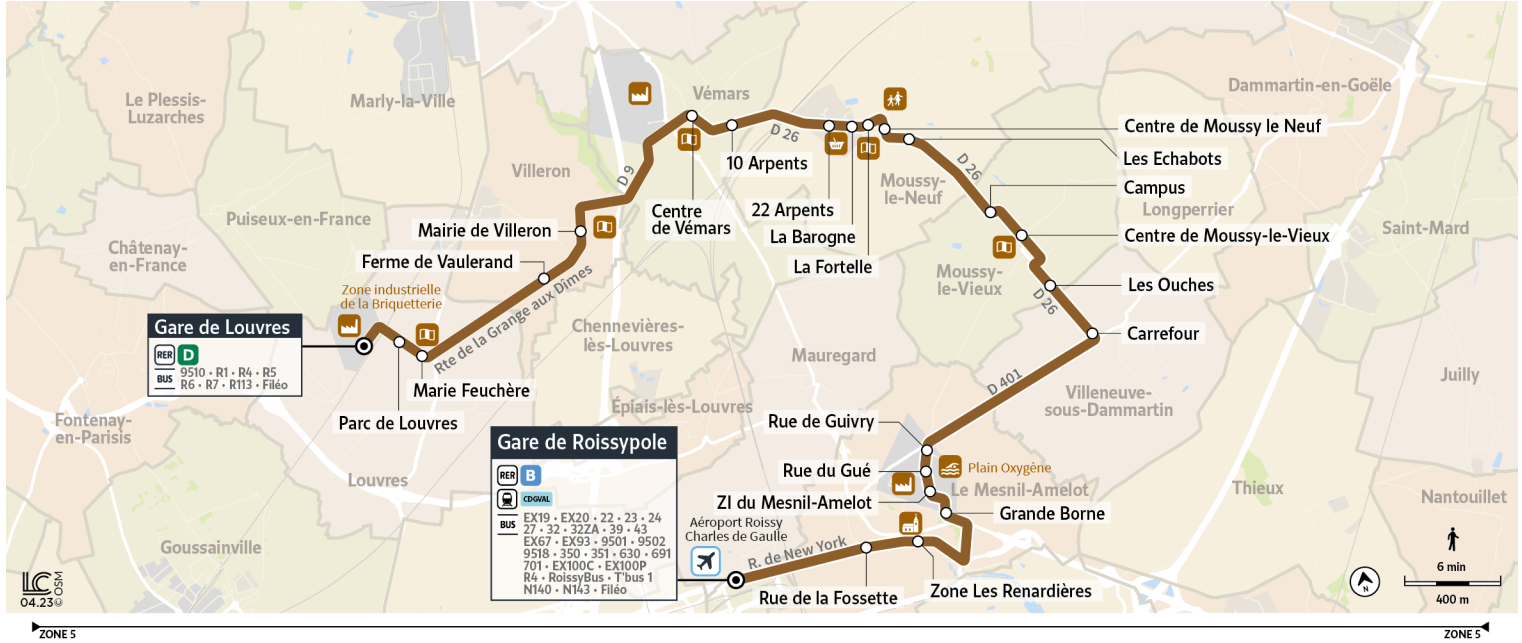 Le Plessis-
Luzarches
Marly-la-Ville
Vémars
Dammartin-en-Goële
Centre de Moussy le Neuf
D 26
10 Arpents
Les Echabots
D 26
Villeron
D 9
Campus
Moussy-
le-Neuf
Puiseux-en-France
Centre
de Vémars
22 Arpents
Longperrier
Mairie de Villeron
La Barogne
Centre de Moussy-le-Vieux
Saint-Mard
Châtenay-
en-France
Ferme de Vaulerand
La Fortelle
Moussy-
le-Vieux
Les Ouches
Zone industrielle
de la Briquetterie
D 26
Gare de Louvres
RER D
BUS
9510 • R1 • R4 • R5
R6 • R7 • R113 • Filéo
Rte de la Grange aux Dîmes
Chennevières-
lès-Louvres
Carrefour
Mauregard
Marie Feuchère
D 401
Juilly
Villeneuve-
sous-Dammartin
Parc de Louvres
Épiais-lès-Louvres
Fontenay-
en-Parisis
Rue de Guivry
Gare de Roissypole
RER B
CDGVAL
BUS
EX19 • EX20 • 22 • 23 • 24
27 • 32 • 32ZA • 39 • 43
EX67 • EX93 • 9501 • 9502
9518 • 350 • 351 • 630 • 691
701 • EX100C • EX100P
R4 • RoissyBus • T'bus 1
N140 • N143 • Filéo
Rue du Gué
Plain Oxygène
Louvres
Le Mesnil-Amelot
Thieux
Nantouillet
ZI du Mesnil-Amelot
Grande Borne
Aéroport Roissy
Charles de Gaulle
R. de New York
Goussainville
Zone Les Renardières
Rue de la Fossette
6 min
400 m
N
LC
04.23 © OSM
ZONE 5
ZONE 5